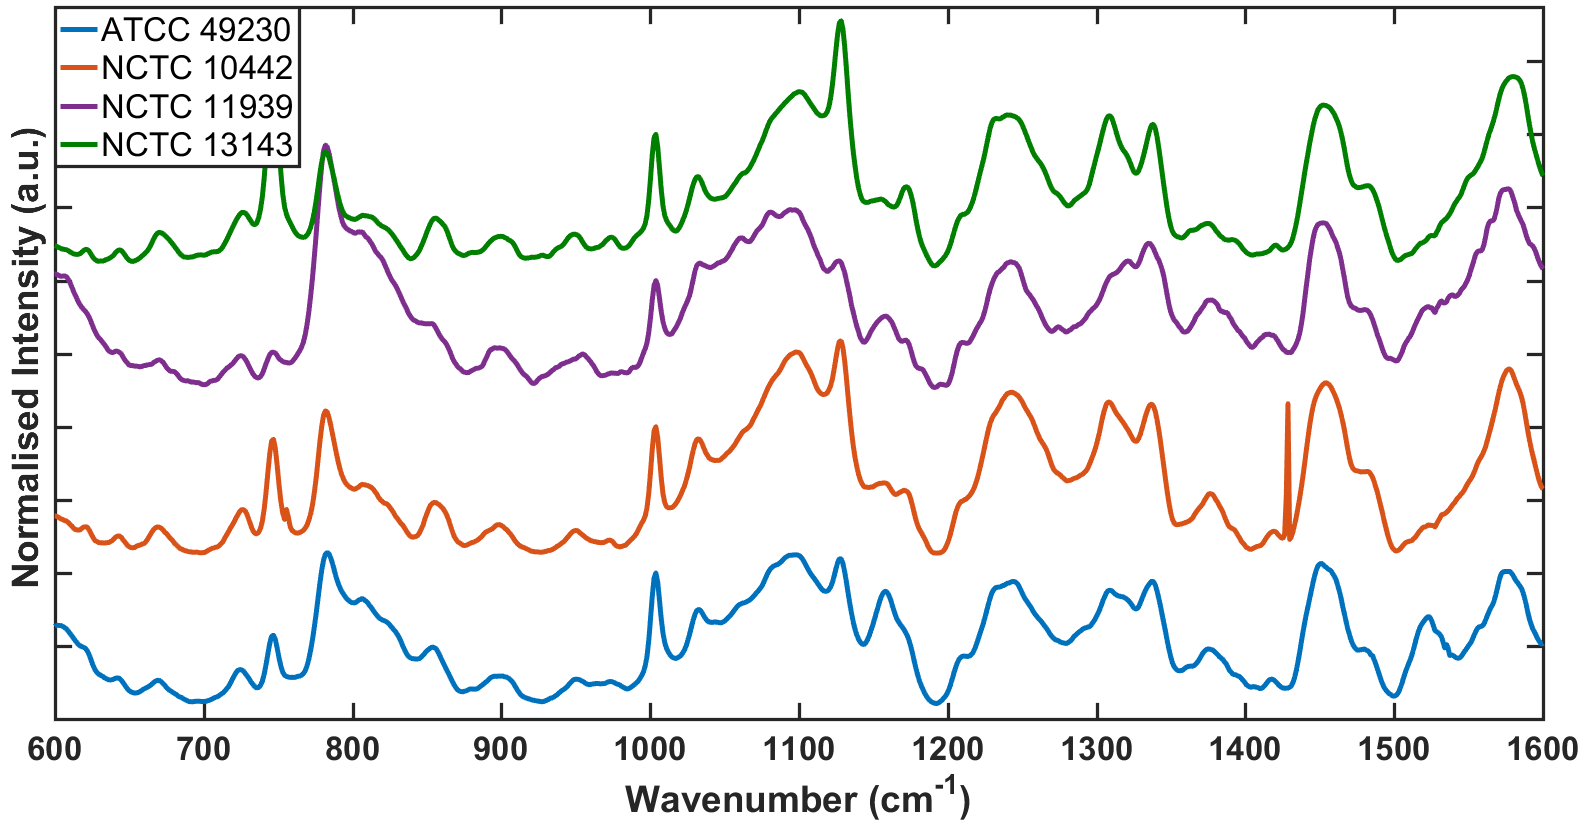 ATCC 49230
NCTC 10442
NCTC 11939
NCTC 13143
Normalised Intensity (a.u.)
600 700 800 900 1000 1100 1200 1300 1400 1500 1600
Wavenumber (cm⁻¹)